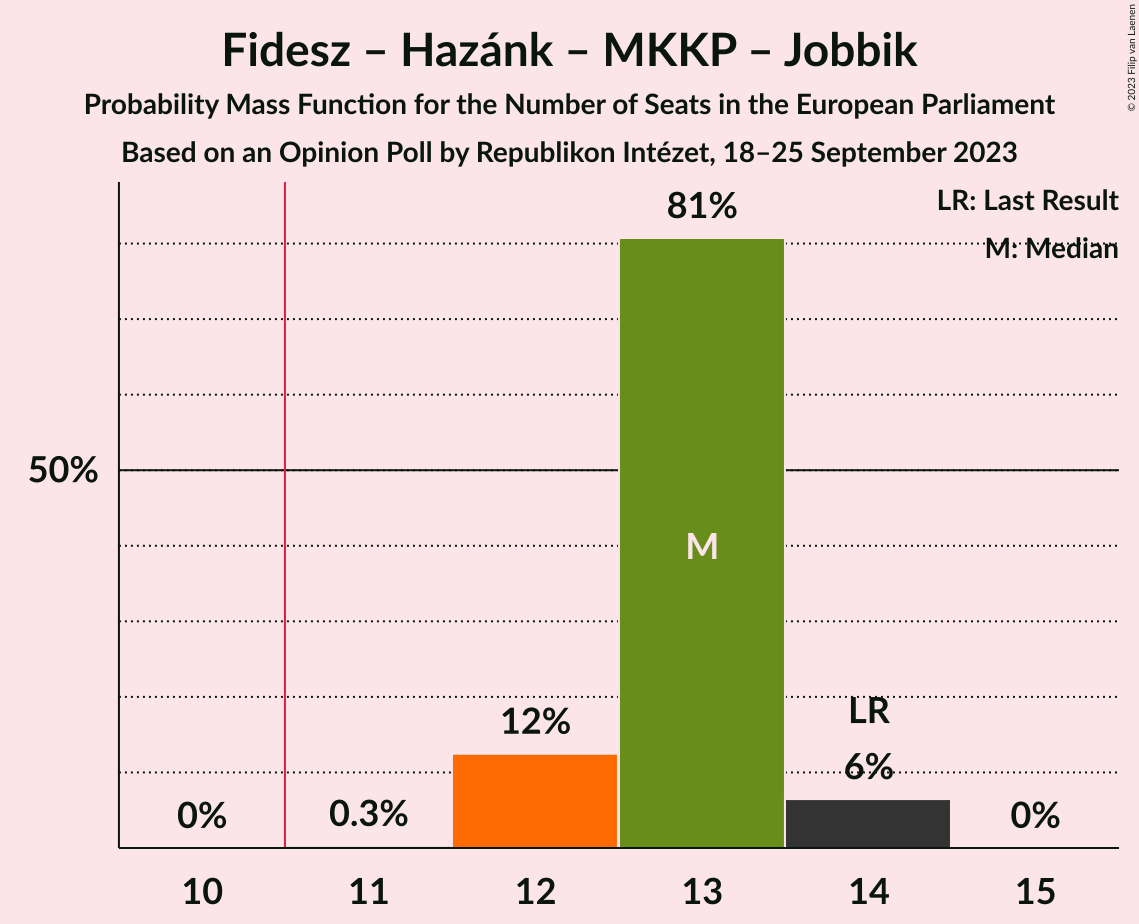 Fidesz – Hazánk – MKKP – Jobbik
Probability Mass Function for the Number of Seats in the European Parliament
Based on an Opinion Poll by Republikon Intézet, 18–25 September 2023
© 2023 Filip van Laenen
LR: Last Result
M: Median
81%
50%
M
12%
LR
6%
0%
0.3%
0%
10 11 12 13 14 15